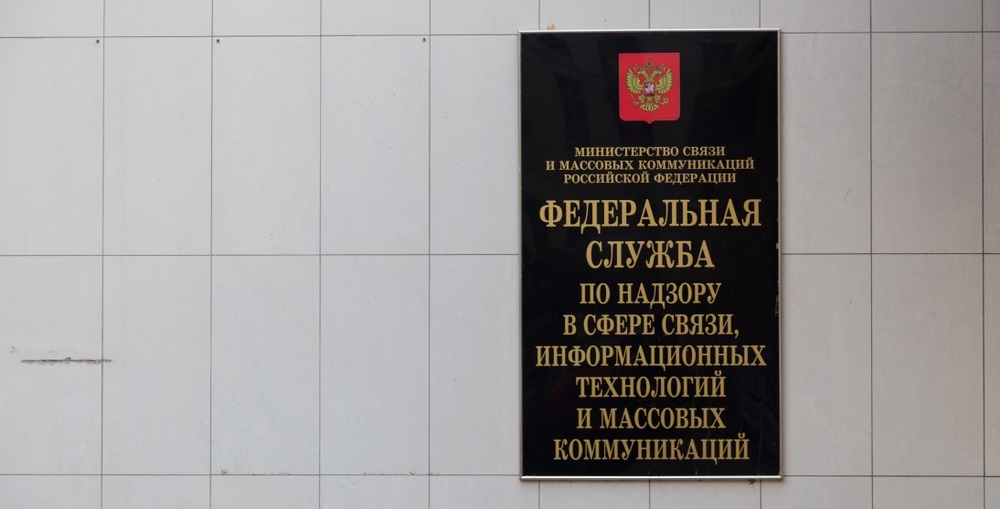 МИНИСТЕРСТВО СВЯЗИ
И МАССОВЫХ КОММУНИКАЦИЙ
РОССИЙСКОЙ ФЕДЕРАЦИИ
ФЕДЕРАЛЬНАЯ
СЛУЖБА
ПО НАДЗОРУ
В СФЕРЕ СВЯЗИ,
ИНФОРМАЦИОННЫХ
ТЕХНОЛОГИЙ
И МАССОВЫХ
КОММУНИКАЦИЙ